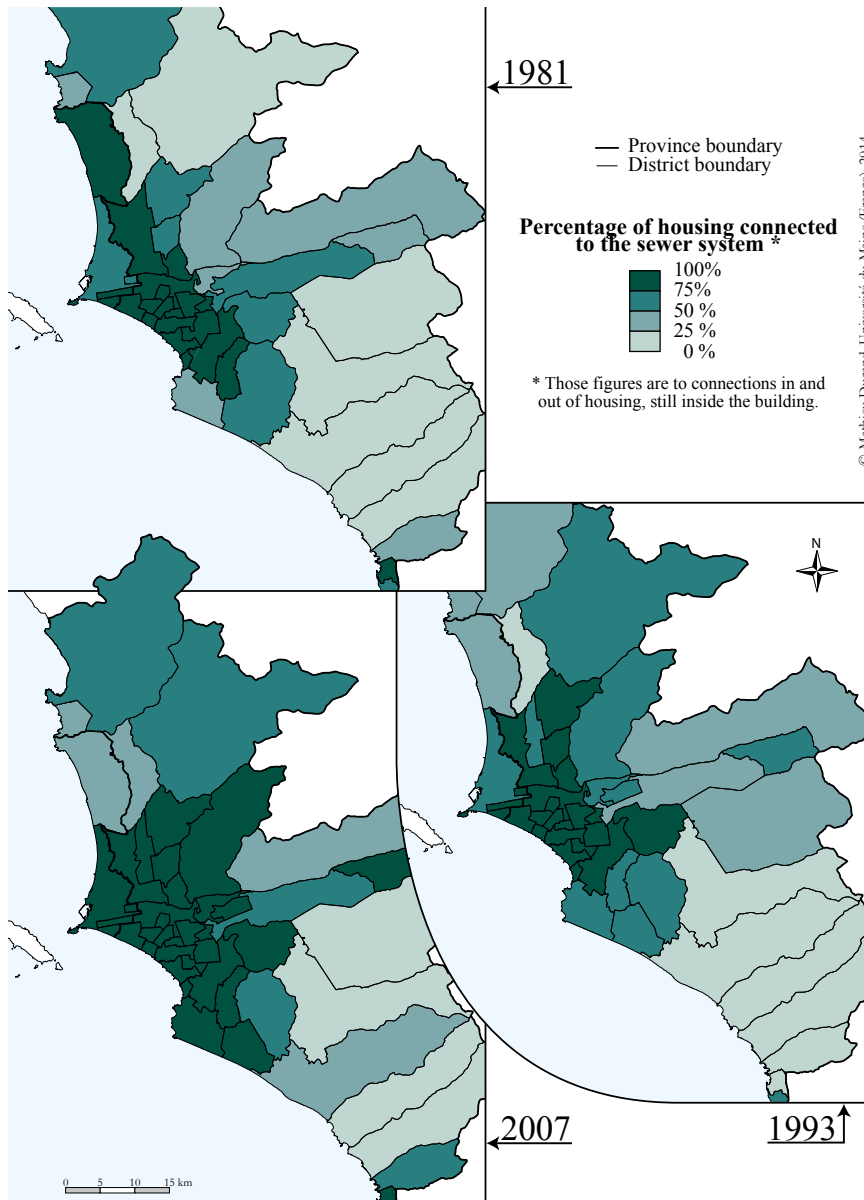 1981
Province boundary
District boundary
Percentage of housing connected
to the sewer system *
100%
75%
50 %
25 %
0 %
* Those figures are to connections in and
out of housing, still inside the building.
N
2007
1993
0 5 10 15 km